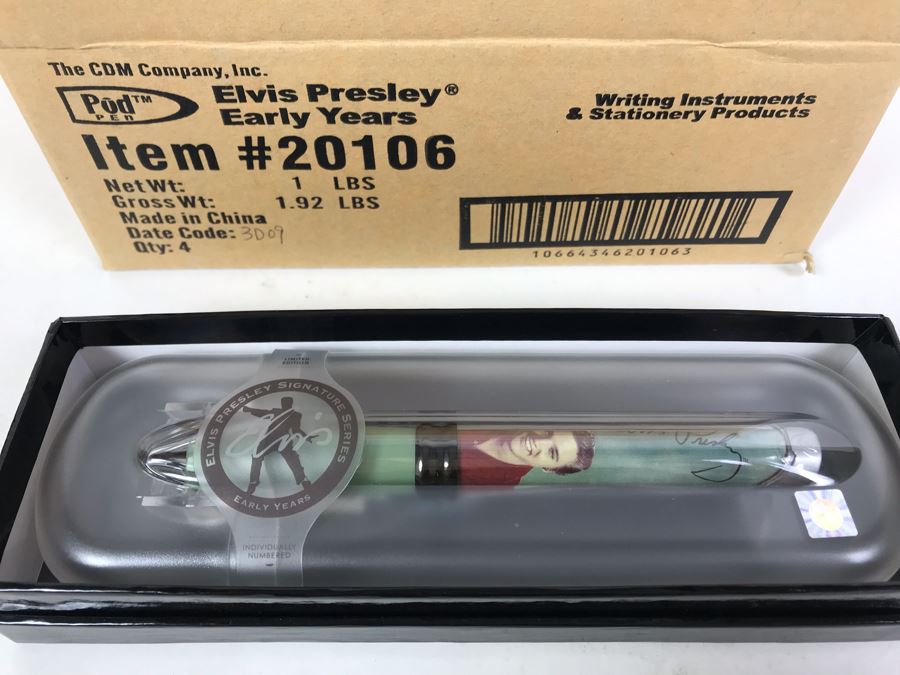 The CDM Company, Inc.
Pod™
PEN
Elvis Presley®
Early Years
Writing Instruments
& Stationery Products
Item #20106
Net Wt: 1 LBS
Gross Wt: 1.92 LBS
Made in China
Date Code: 3D09
Qty: 4
10664346201063
LIMITED
EDITION
ELVIS PRESLEY SIGNATURE SERIES
Elvis
EARLY YEARS
INDIVIDUALLY
NUMBERED